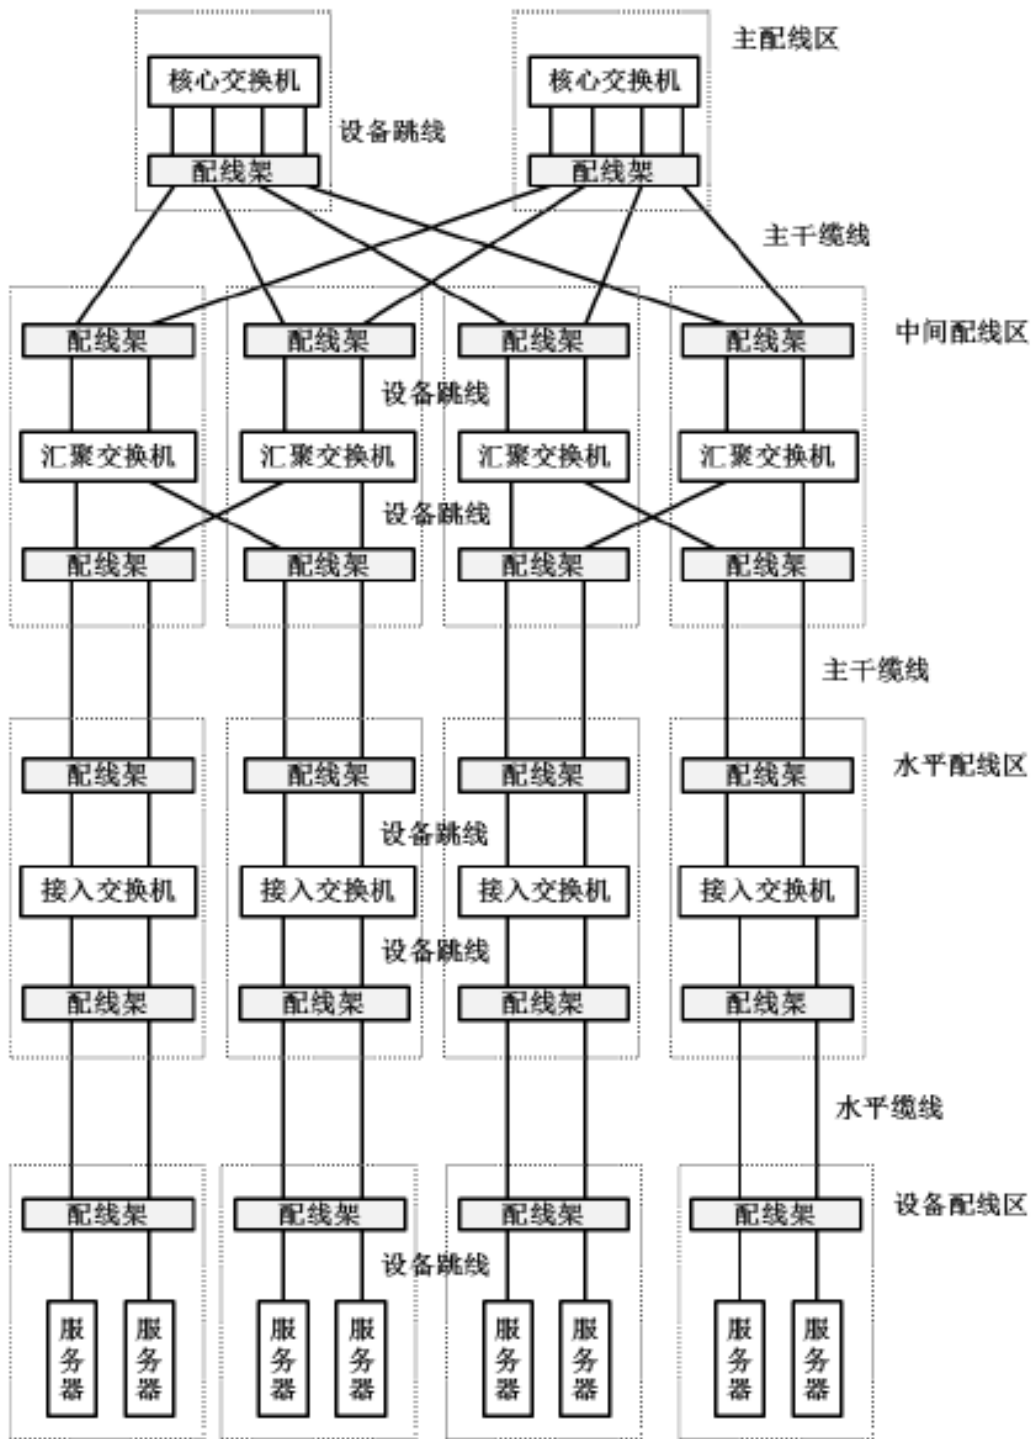 主配线区
核心交换机 核心交换机
设备跳线
配线架 配线架
主干缆线
配线架 配线架 配线架 配线架 中间配线区
设备跳线
汇聚交换机 汇聚交换机 汇聚交换机 汇聚交换机
设备跳线
配线架 配线架 配线架 配线架
主干缆线
配线架 配线架 配线架 配线架 水平配线区
设备跳线
接入交换机 接入交换机 接入交换机 接入交换机
设备跳线
配线架 配线架 配线架 配线架
水平缆线
配线架 配线架 配线架 配线架 设备配线区
设备跳线
服务器 服务器 服务器 服务器 服务器 服务器 服务器 服务器